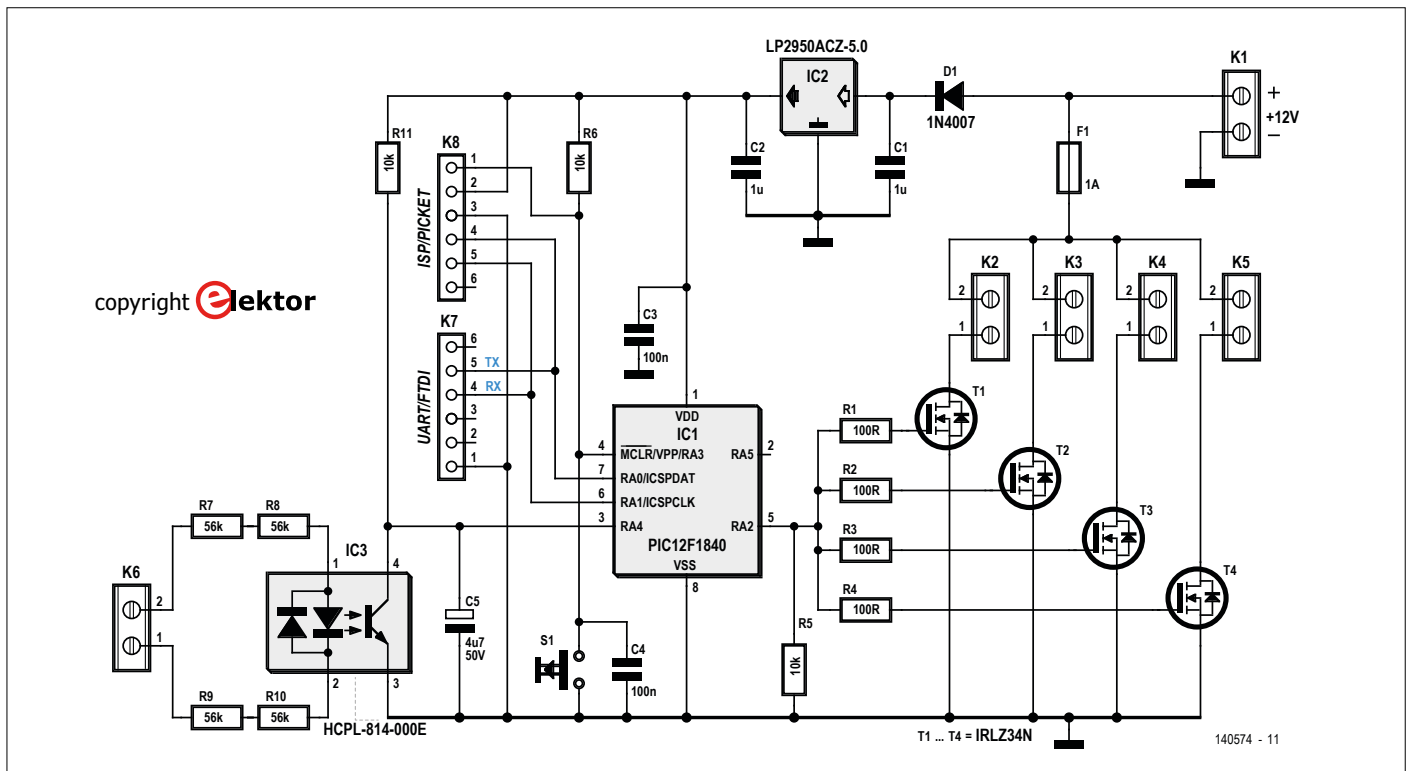 LP2950ACZ-5.0
IC2
D1
1N4007
K1
+
+12V
–
F1
1A
R11
10k
K8
1
2
3
4
5
6
ISP/PICKET
R6
10k
C2
1u
C1
1u
copyright elektor
K7
6
5
4
3
2
1
TX
RX
UART/FTDI
C3
100n
K2
2
1
K3
2
1
K4
2
1
K5
2
1
1
VDD
IC1
4
MCLR/VPP/RA3
RA5
2
7
RA0/ICSPDAT
6
RA1/ICSPCLK
3
RA4
RA2
5
PIC12F1840
VSS
8
R1
100R
R2
100R
R3
100R
R4
100R
T1
T2
T3
T4
R7
56k
R8
56k
K6
2
1
R9
56k
R10
56k
IC3
1
4
2
3
HCPL-814-000E
C5
4u7
50V
S1
C4
100n
R5
10k
T1 ... T4 = IRLZ34N
140574 - 11